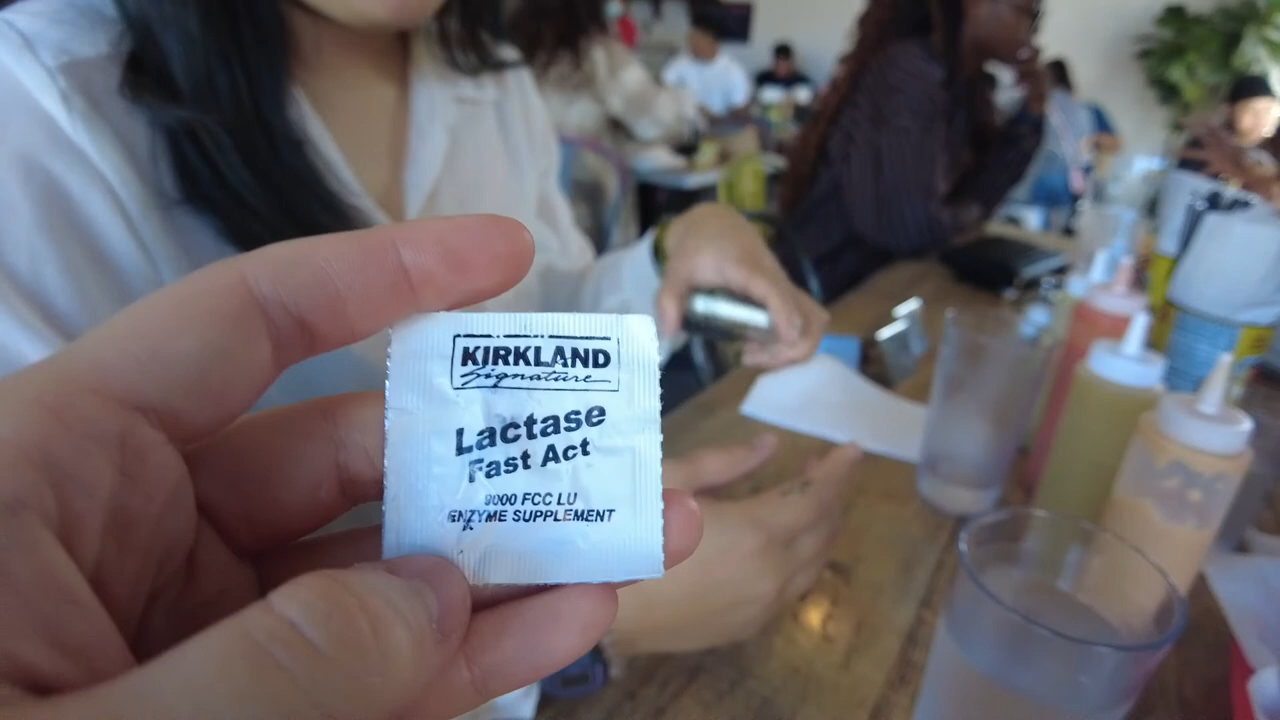 KIRKLAND
Signature
Lactase
Fast Act
9000 FCC LU
ENZYME SUPPLEMENT